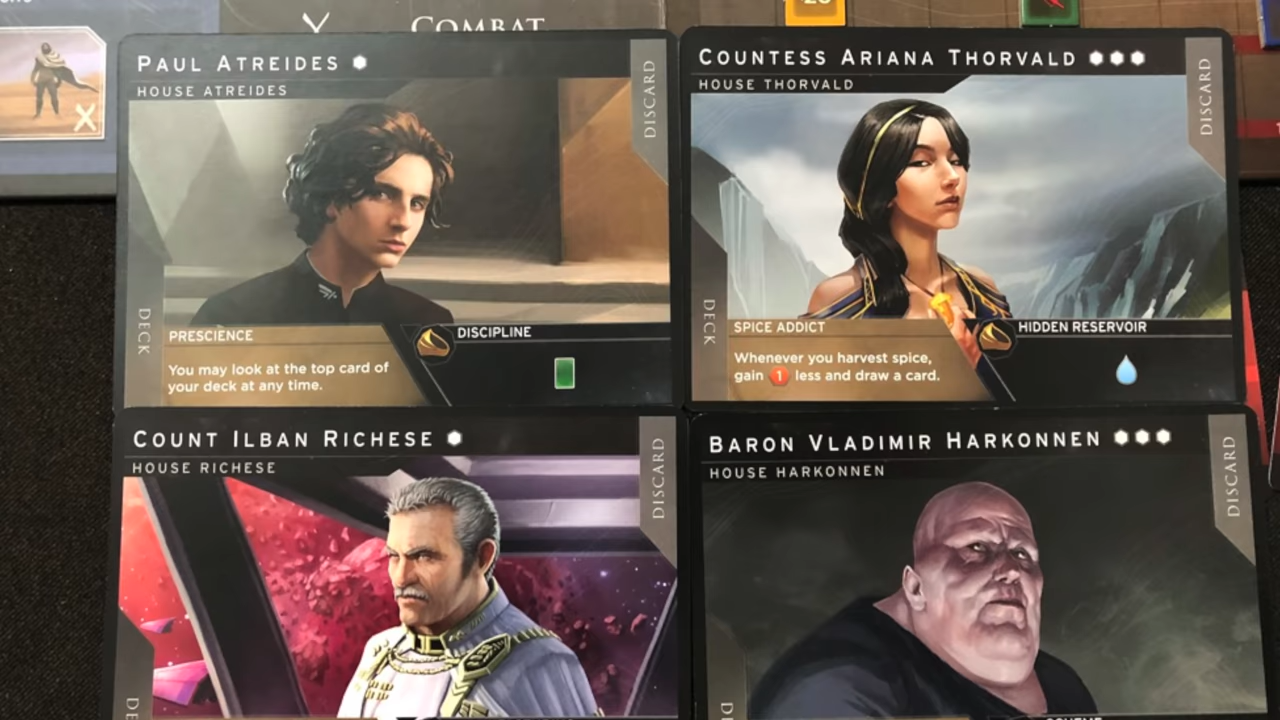 COMBAT
PAUL ATREIDES
HOUSE ATREIDES
DISCARD
DECK
PRESCIENCE
You may look at the top card of
your deck at any time.
DISCIPLINE
COUNTESS ARIANA THORVALD
HOUSE THORVALD
DISCARD
DECK
SPICE ADDICT
Whenever you harvest spice,
gain 1 less and draw a card.
HIDDEN RESERVOIR
COUNT ILBAN RICHESE
HOUSE RICHESE
DISCARD
BARON VLADIMIR HARKONNEN
HOUSE HARKONNEN
DISCARD